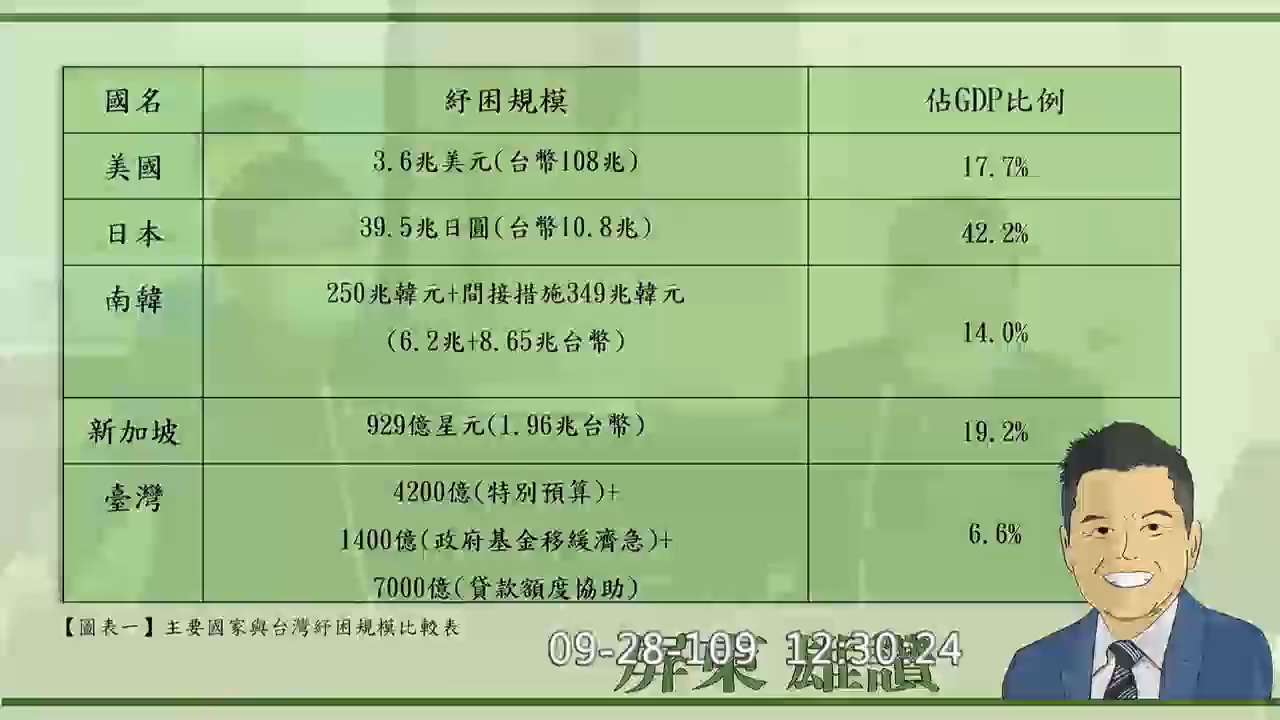 國名 紓困規模 佔GDP比例
美國 3.6兆美元(台幣108兆) 17.7%
日本 39.5兆日圓(台幣10.8兆) 42.2%
南韓 250兆韓元+間接措施349兆韓元
(6.2兆+8.65兆台幣) 14.0%
新加坡 929億星元(1.96兆台幣) 19.2%
臺灣 4200億(特別預算)+
1400億(政府基金移緩濟急)+ 6.6%
7000億(貸款額度協助)
【圖表一】主要國家與台灣紓困規模比較表
09-28-109 12:30:24
屏東